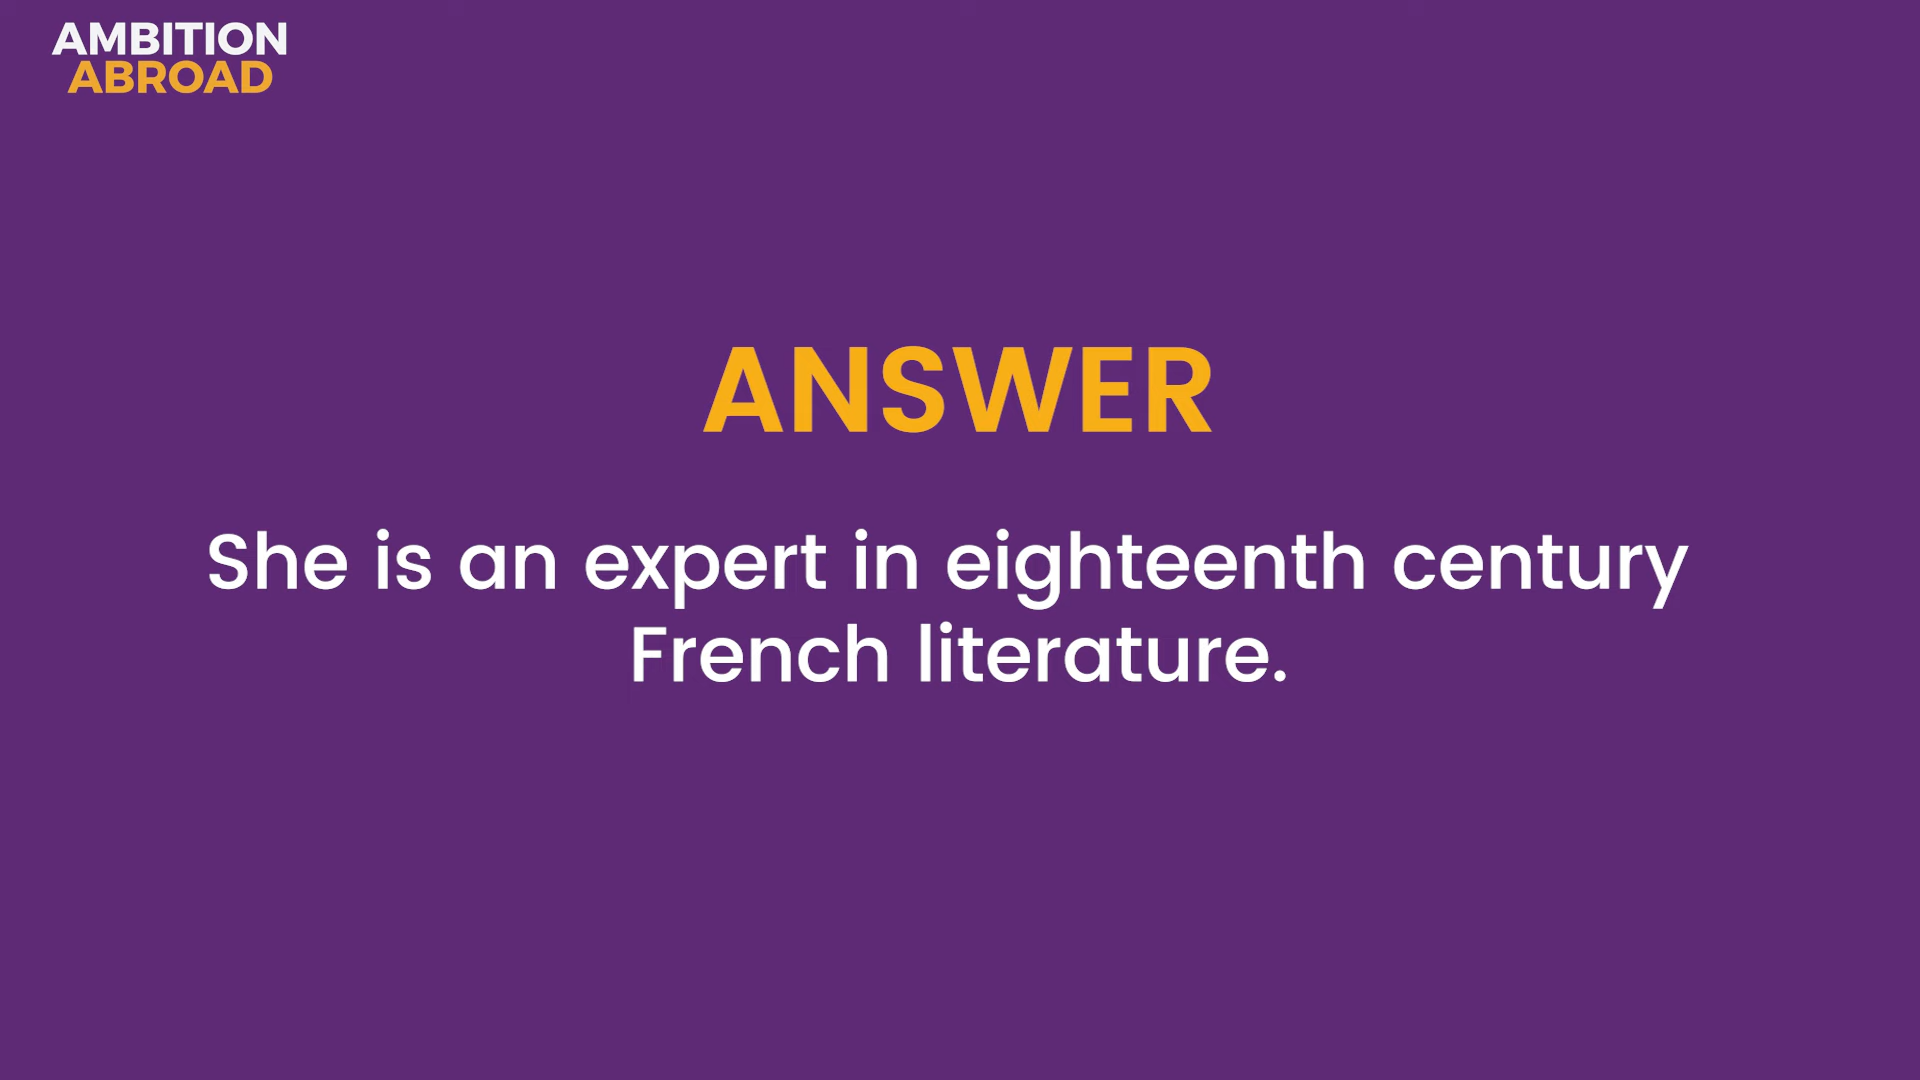 AMBITION
ABROAD
ANSWER
She is an expert in eighteenth century
French literature.